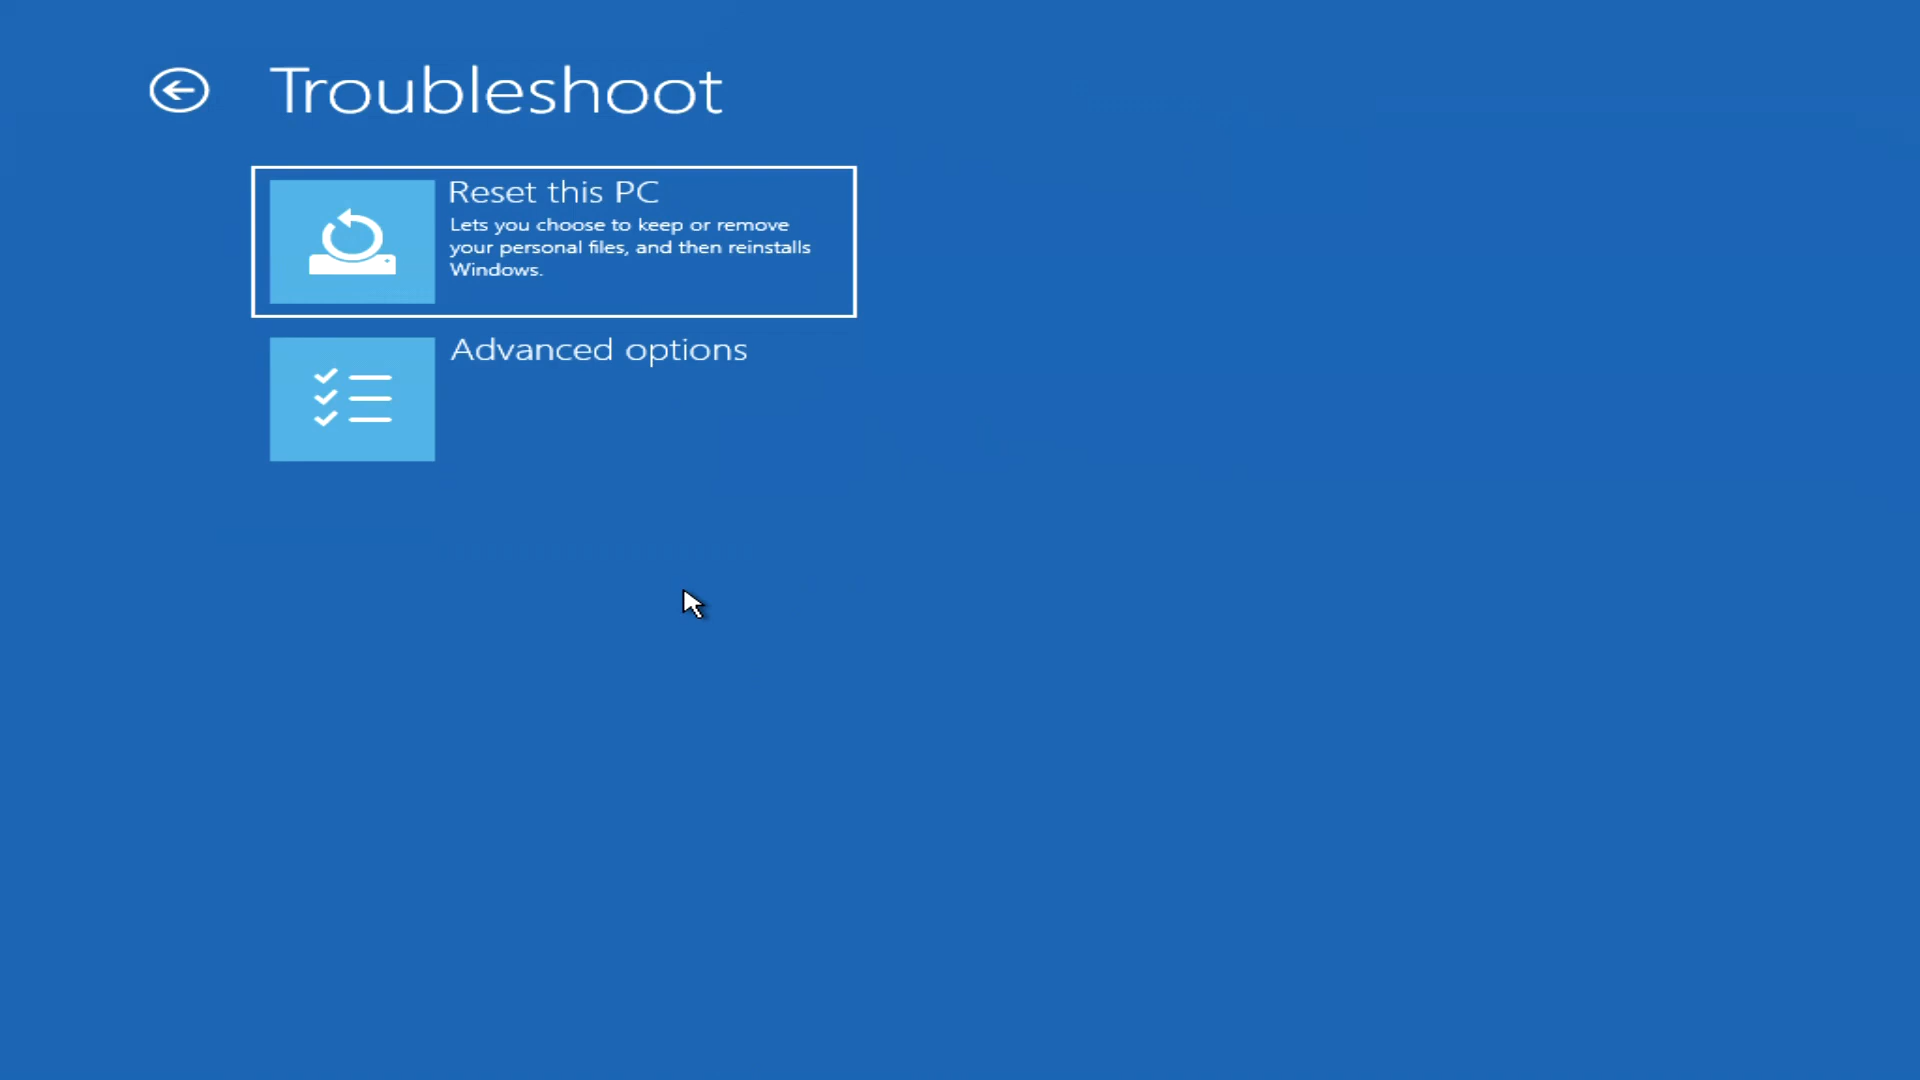 Troubleshoot
Reset this PC
Lets you choose to keep or remove
your personal files, and then reinstalls
Windows.
Advanced options